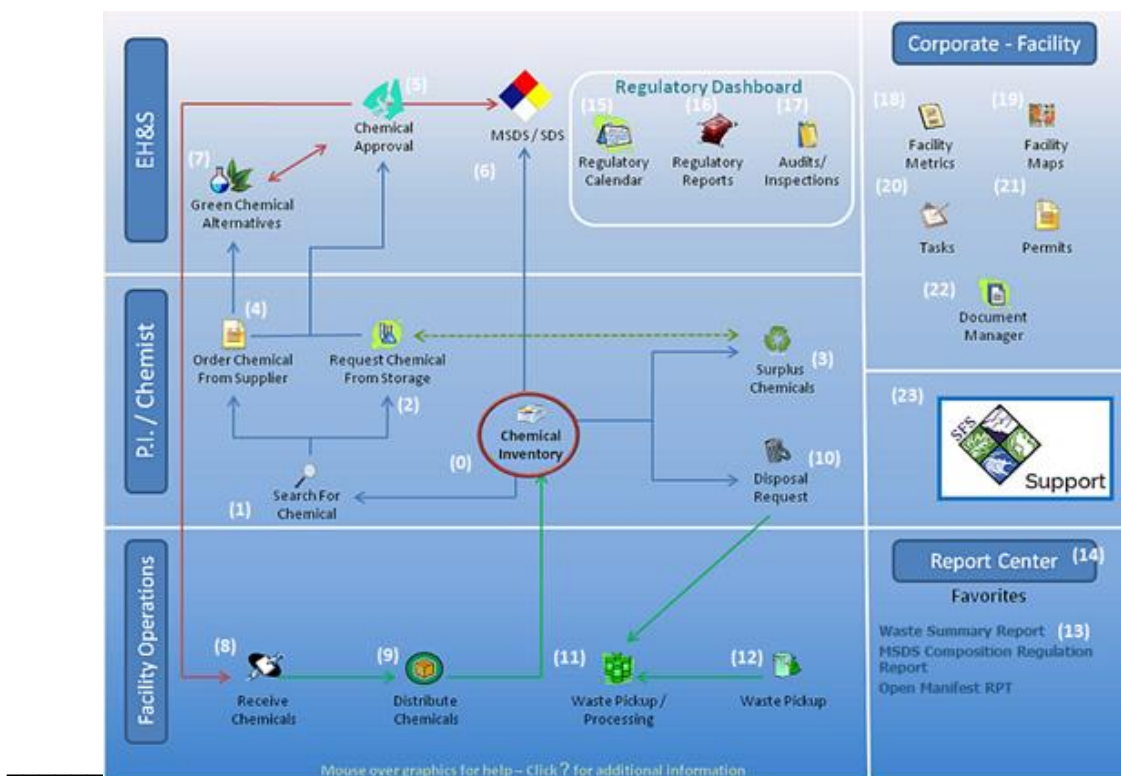 EH&S
(5)
Chemical
Approval
MSDS / SDS
(6)
(7)
Green Chemical
Alternatives
Regulatory Dashboard
(15)
Regulatory
Calendar
(16)
Regulatory
Reports
(17)
Audits/
Inspections
Corporate - Facility
(18)
Facility
Metrics
(19)
Facility
Maps
(20)
Tasks
(21)
Permits
(22)
Document
Manager
P.I. / Chemist
(4)
Order Chemical
From Supplier
Request Chemical
From Storage
(2)
Surplus
Chemicals
(3)
Chemical
Inventory
(0)
Disposal
Request
(10)
Search For
Chemical
(1)
(23)
SFS
Support
Facility Operations
(8)
Receive
Chemicals
(9)
Distribute
Chemicals
(11)
Waste Pickup /
Processing
(12)
Waste Pickup
Report Center (14)
Favorites
Waste Summary Report (13)
MSDS Composition Regulation
Report
Open Manifest RPT
Mouse over graphics for help – Click ? for additional information